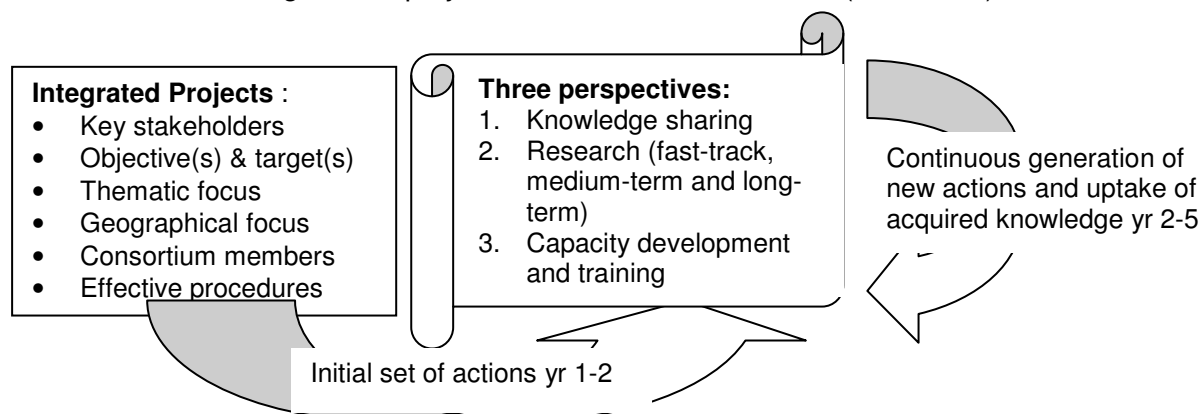 Integrated Projects :
• Key stakeholders
• Objective(s) & target(s)
• Thematic focus
• Geographical focus
• Consortium members
• Effective procedures
Three perspectives:
1. Knowledge sharing
2. Research (fast-track,
medium-term and long-
term)
3. Capacity development
and training
Continuous generation of
new actions and uptake of
acquired knowledge yr 2-5
Initial set of actions yr 1-2